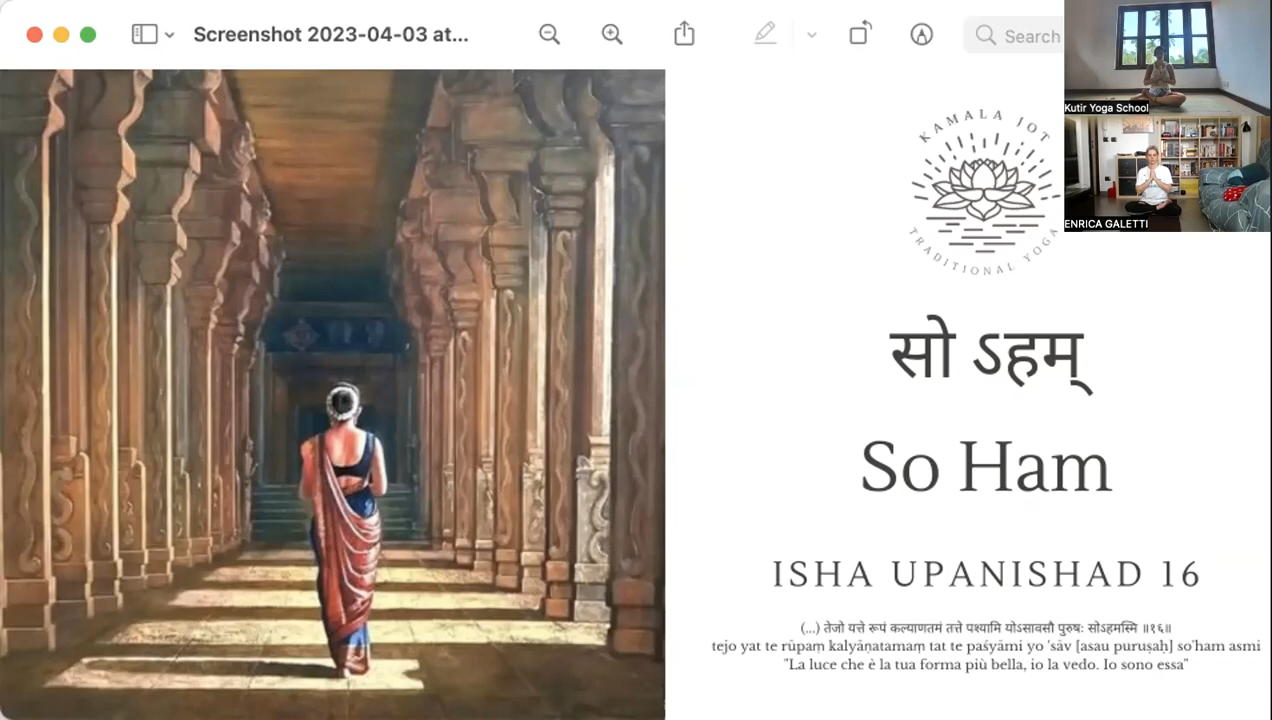 Screenshot 2023-04-03 at...
Search
Kutir Yoga School
ENRICA GALETTI
KAMALA JOT
TRADITIONAL YOGA
सो ऽहम्
So Ham
ISHA UPANISHAD 16
(...) तेजो यत्ते रूपं कल्याणतमं तत्ते पश्यामि योऽसावसौ पुरुषः सोऽहमस्मि ॥१६॥
tejo yat te rūpaṃ kalyāṇatamaṃ tat te paśyāmi yo 'sāv [asau puruṣaḥ] so'ham asmi
"La luce che è la tua forma più bella, io la vedo. Io sono essa"